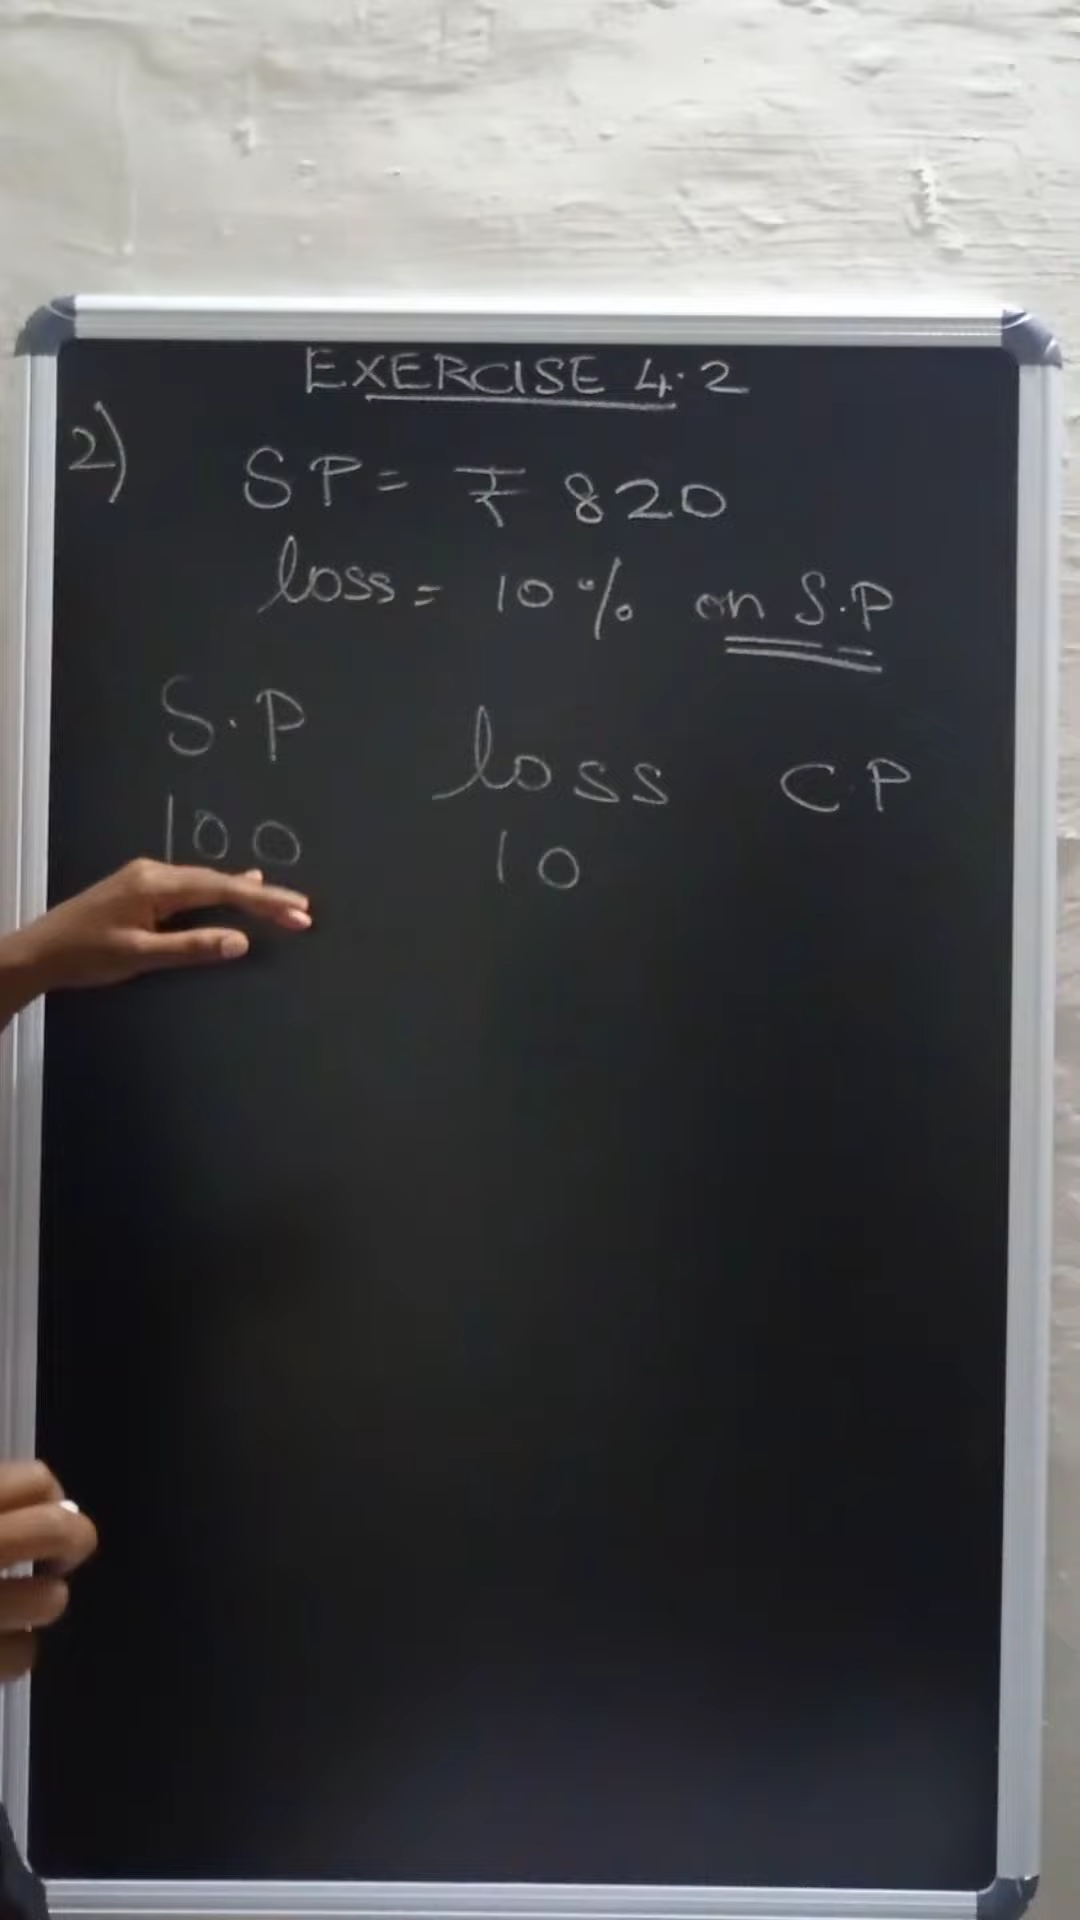 EXERCISE 4.2
2) SP = ₹ 820
loss = 10% on S.P
S.P loss C.P
100 10